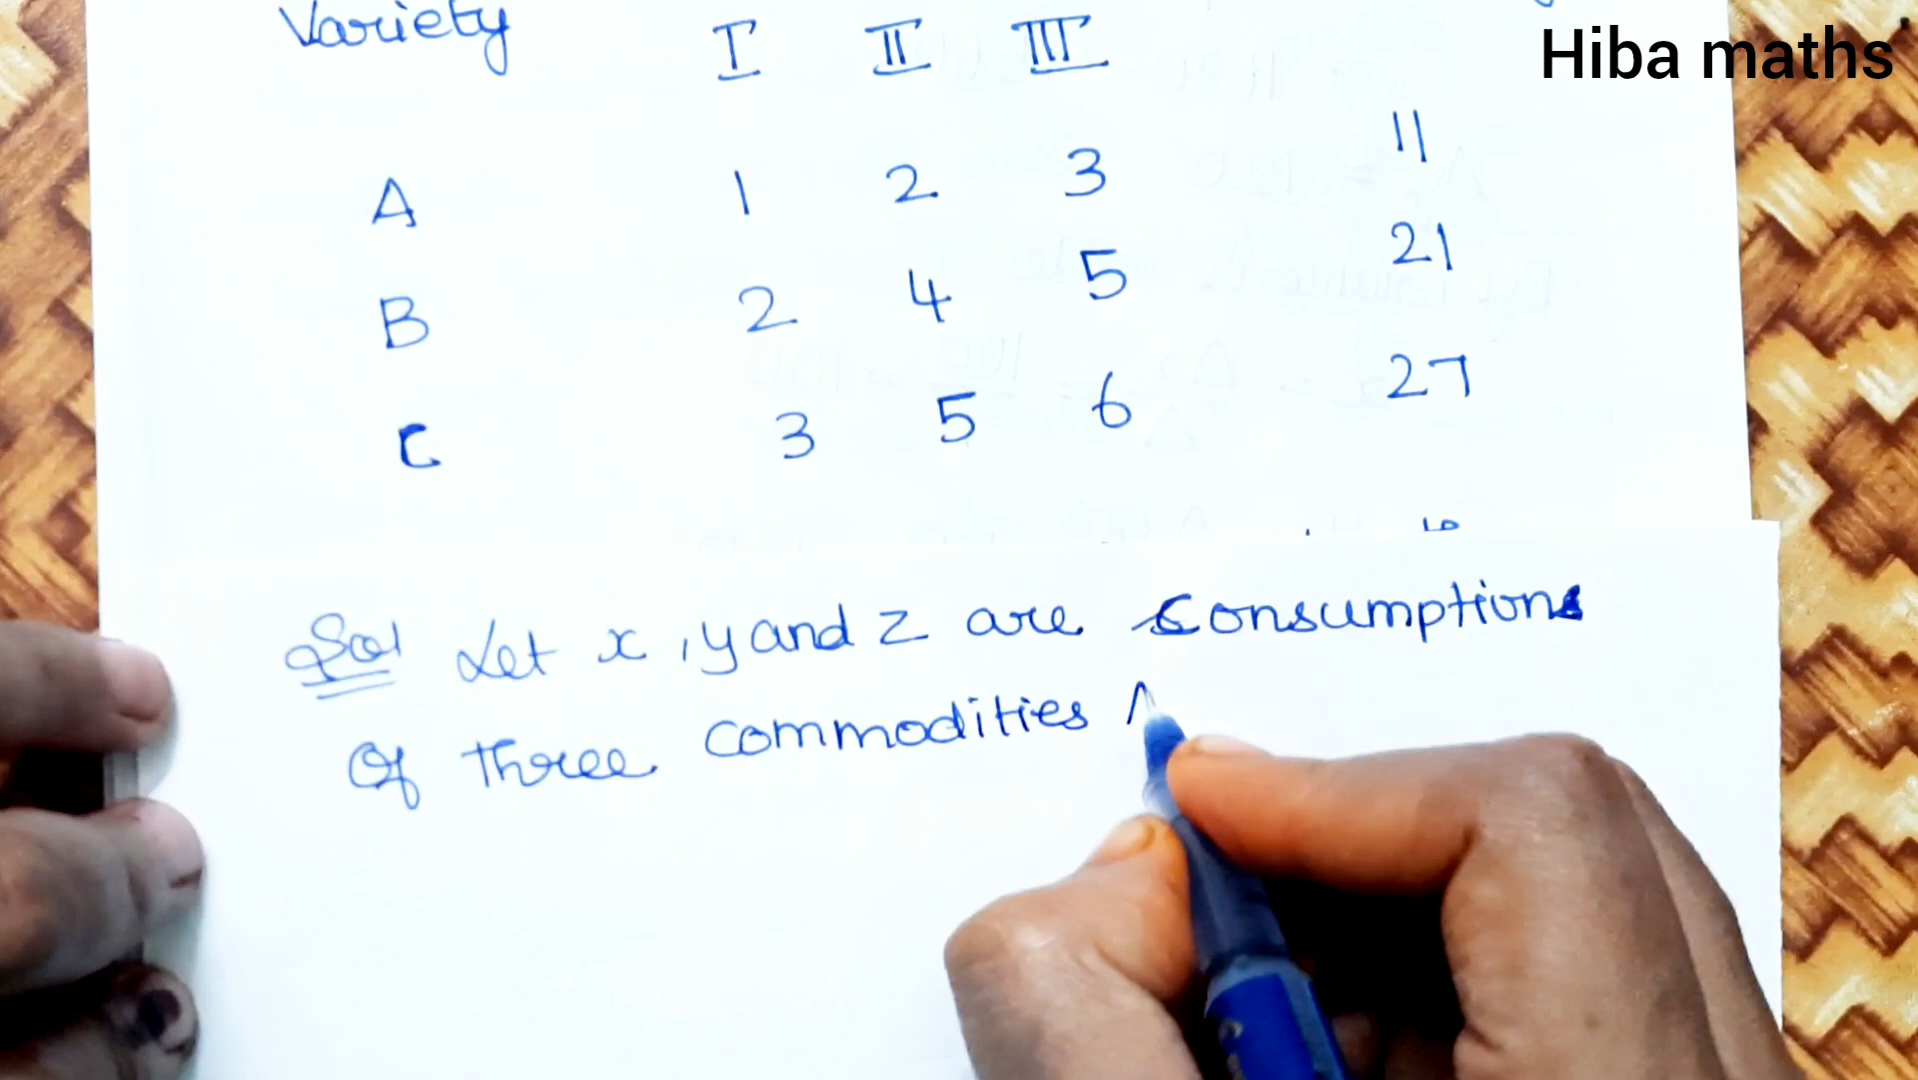 Variety I II III
Hiba maths
A 1 2 3 11
B 2 4 5 21
C 3 5 6 27
Sol Let x, y and z are consumptions
Of three commodities A